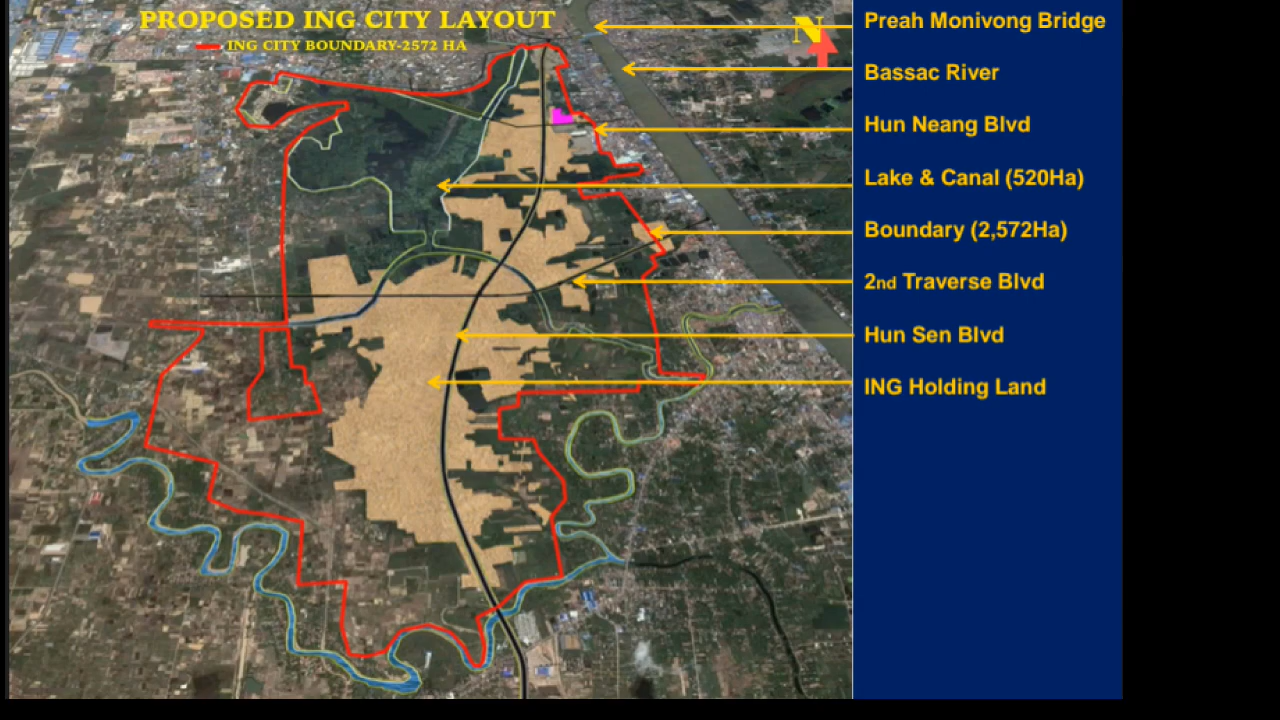 PROPOSED ING CITY LAYOUT
ING CITY BOUNDARY-2572 HA
N
Preah Monivong Bridge
Bassac River
Hun Neang Blvd
Lake & Canal (520Ha)
Boundary (2,572Ha)
2nd Traverse Blvd
Hun Sen Blvd
ING Holding Land